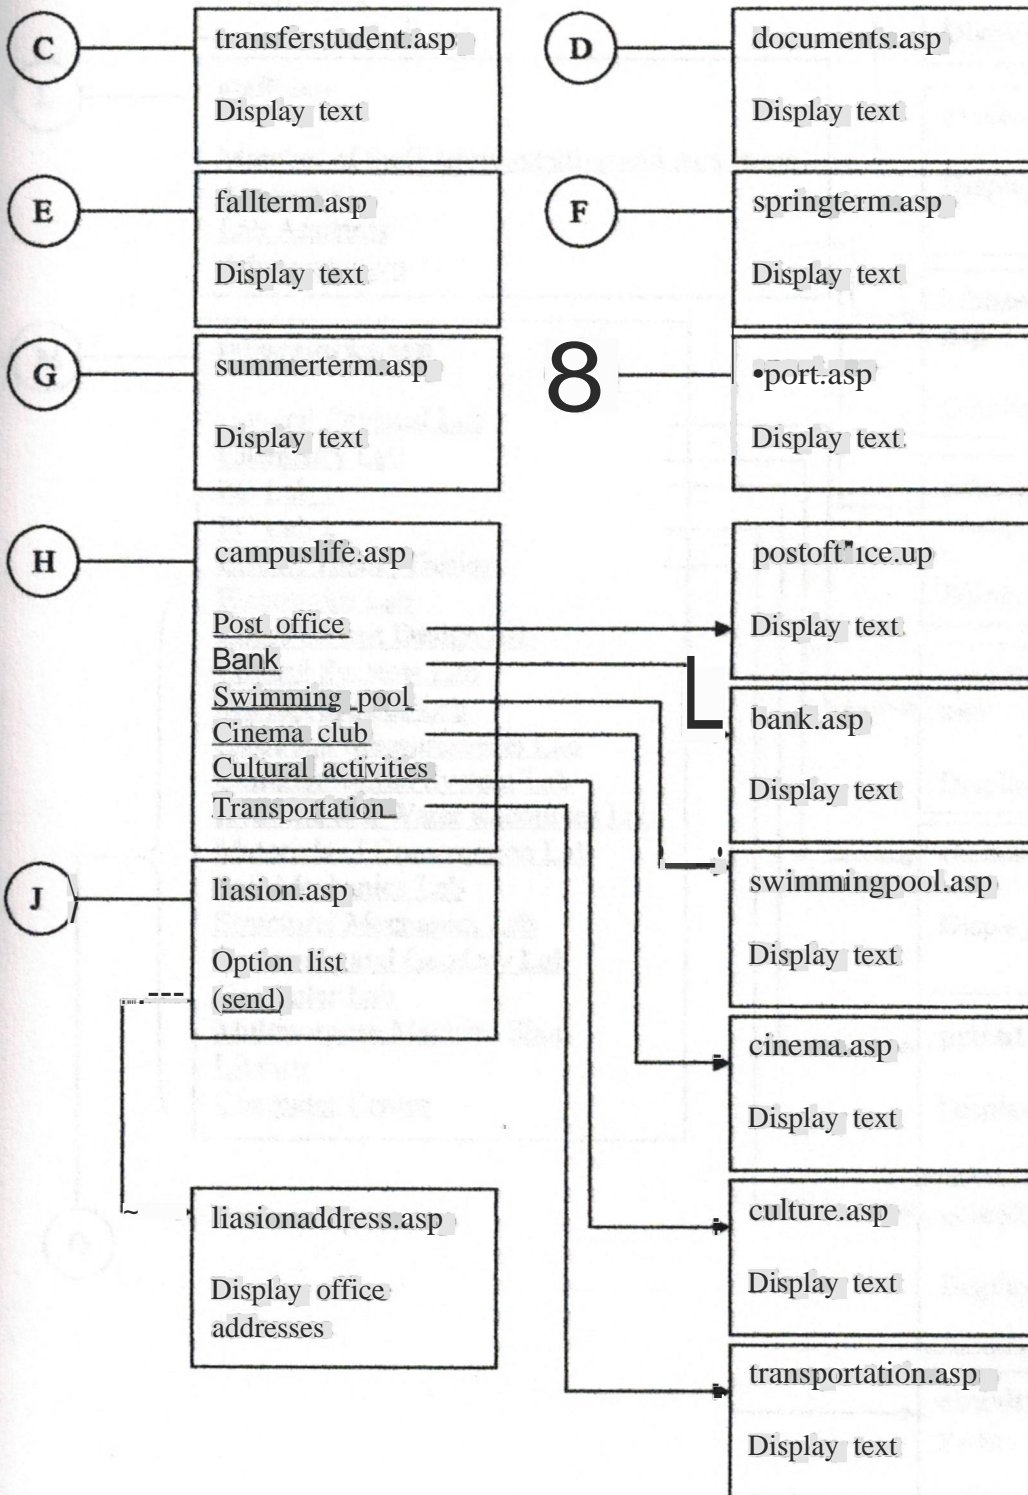 C
transferstudent.asp
Display text
D
documents.asp
Display text
E
fallterm.asp
Display text
F
springterm.asp
Display text
G
summerterm.asp
Display text
8
•port.asp
Display text
H
campuslife.asp
Post office
Bank
Swimming pool
Cinema club
Cultural activities
Transportation
postoft"ice.up
Display text
bank.asp
Display text
swimmingpool.asp
Display text
cinema.asp
Display text
culture.asp
Display text
transportation.asp
Display text
J
liasion.asp
Option list
(send)
liasionaddress.asp
Display office
addresses